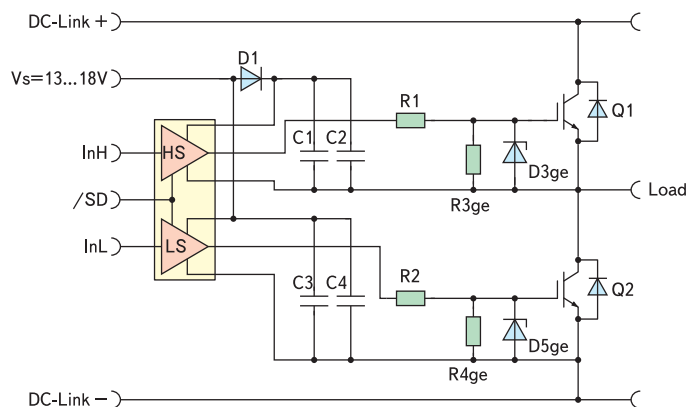 DC-Link +
D1
Vs=13...18V
R1
Q1
C1 C2
InH
HS
D3ge
/SD
R3ge
Load
InL
LS
C3 C4
R2
Q2
D5ge
R4ge
DC-Link −